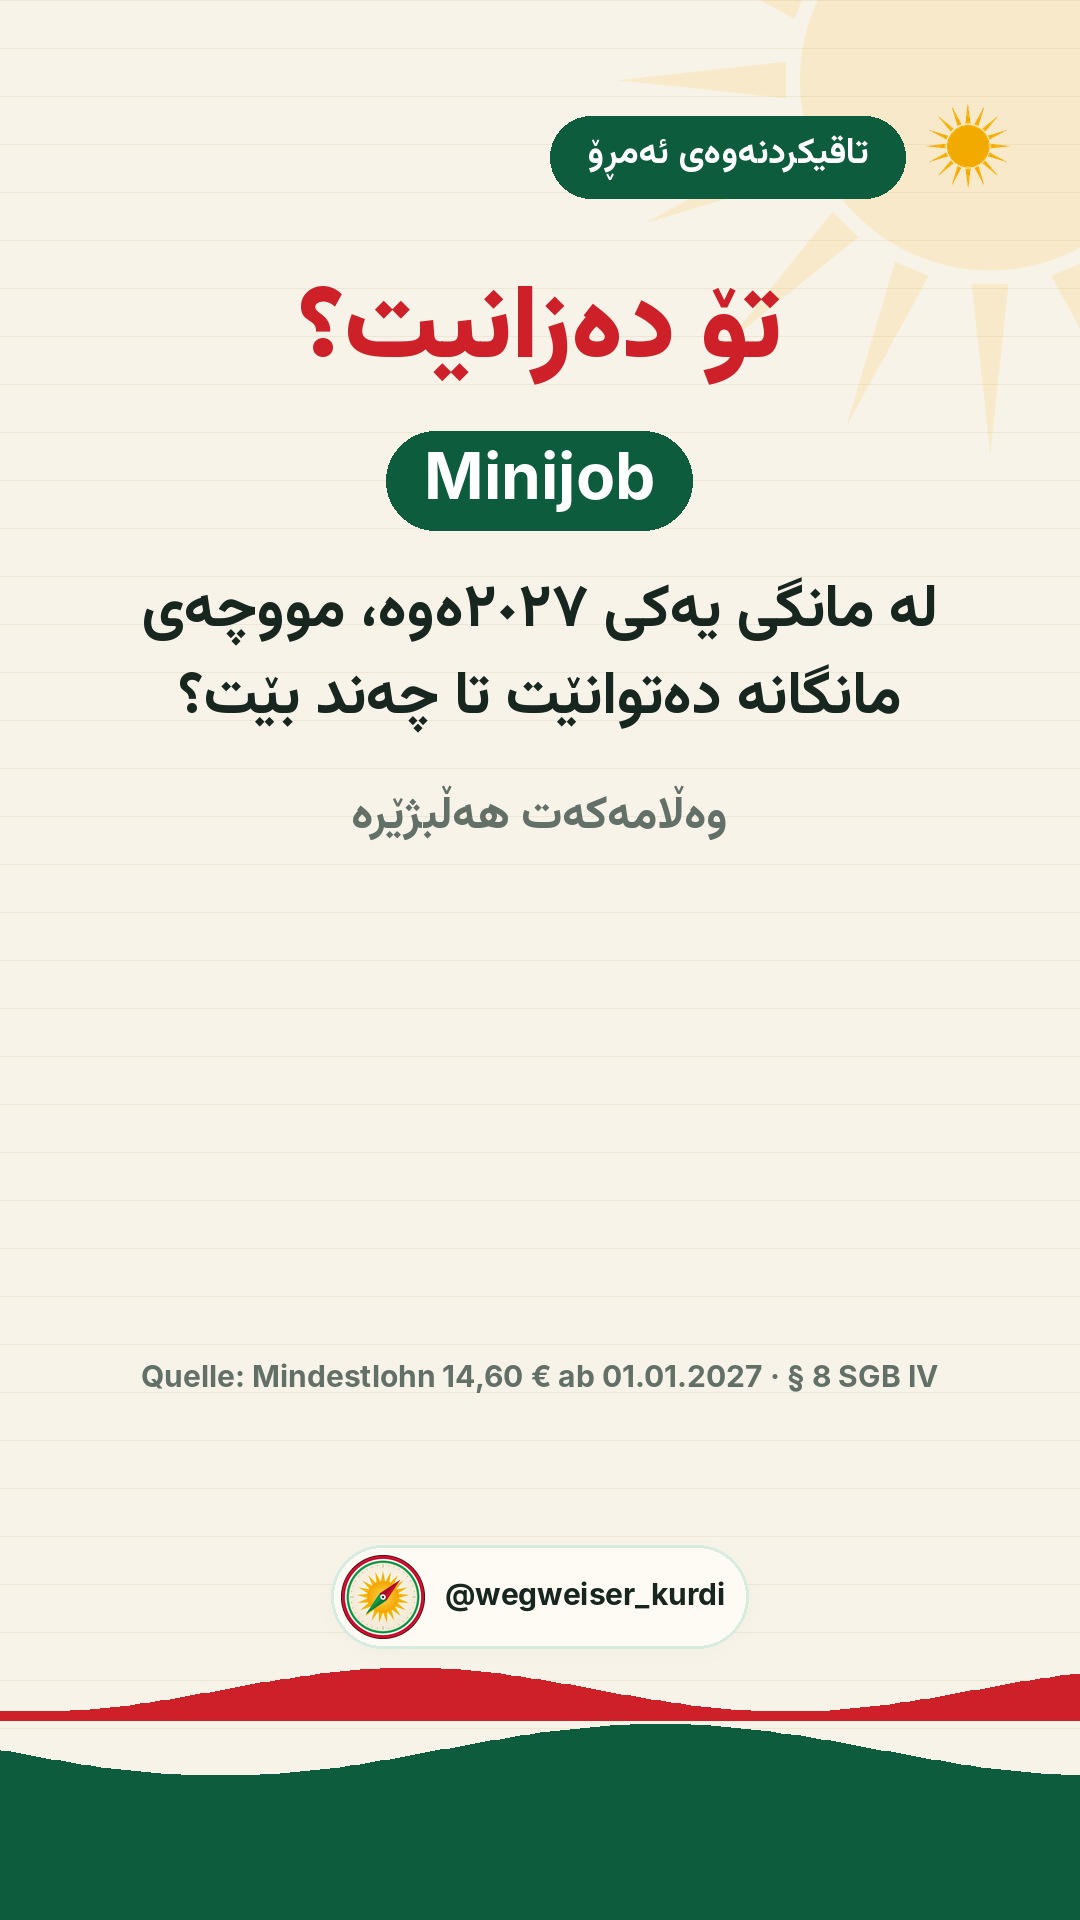 تاقیکردنەوەی ئەمڕۆ
تۆ دەزانیت؟
Minijob
لە مانگی یەکی ٢٠٢٧ەوە، مووچەی
مانگانە دەتوانێت تا چەند بێت؟
وەڵامەکەت هەڵبژێرە
Quelle: Mindestlohn 14,60 € ab 01.01.2027 · § 8 SGB IV
@wegweiser_kurdi